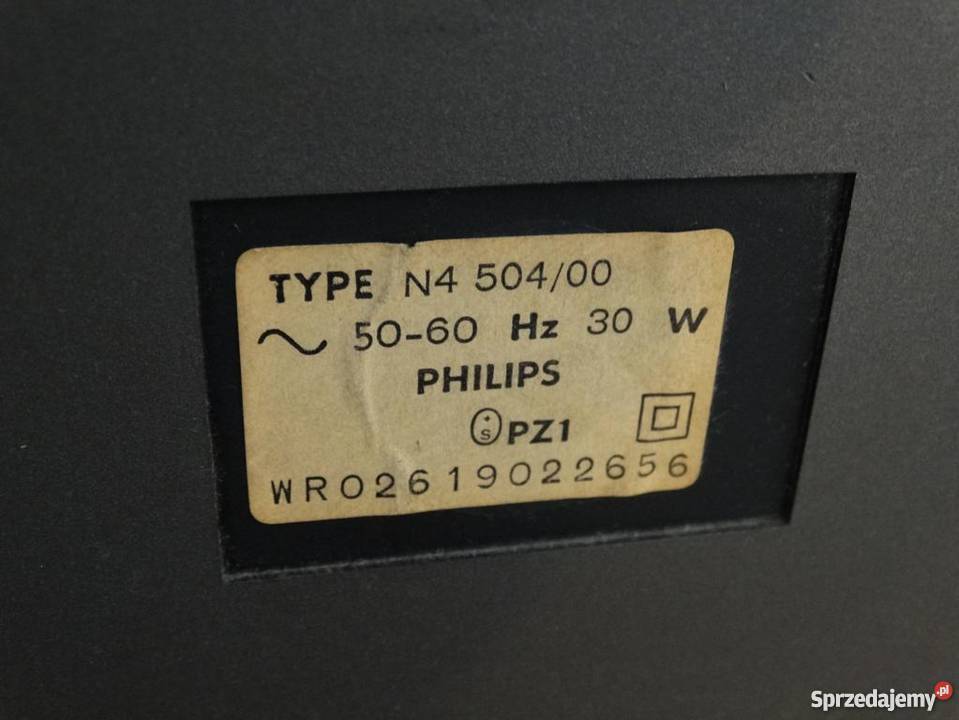 TYPE N4 504/00
~ 50-60 Hz 30 W
PHILIPS
S PZ1
WR02619022656
Sprzedajemy.pl